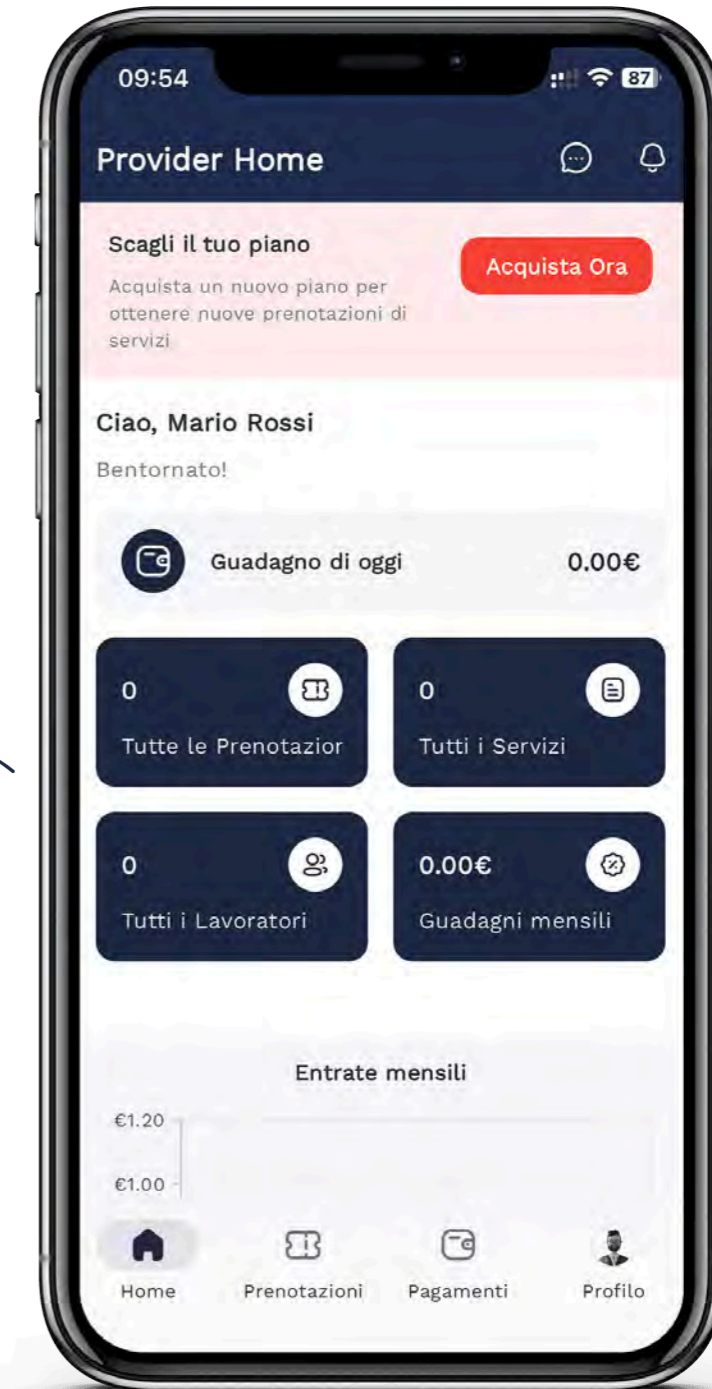 09:54
87
Provider Home
Scagli il tuo piano
Acquista Ora
Acquista un nuovo piano per
ottenere nuove prenotazioni di
servizi
Ciao, Mario Rossi
Bentornato!
Guadagno di oggi
0.00€
0
0
Tutte le Prenotazior
Tutti i Servizi
0
0.00€
Tutti i Lavoratori
Guadagni mensili
Entrate mensili
€1.20
€1.00
Home
Prenotazioni
Pagamenti
Profilo